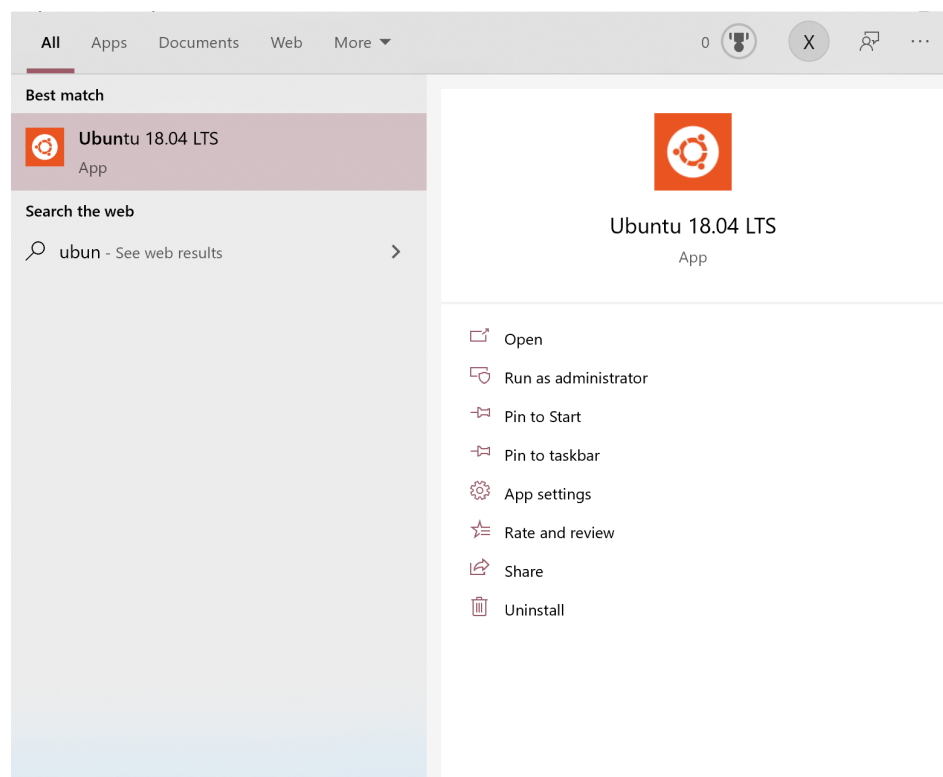 All Apps Documents Web More 0 X
Best match
Ubuntu 18.04 LTS
App
Search the web
ubun - See web results
Ubuntu 18.04 LTS
App
Open
Run as administrator
Pin to Start
Pin to taskbar
App settings
Rate and review
Share
Uninstall